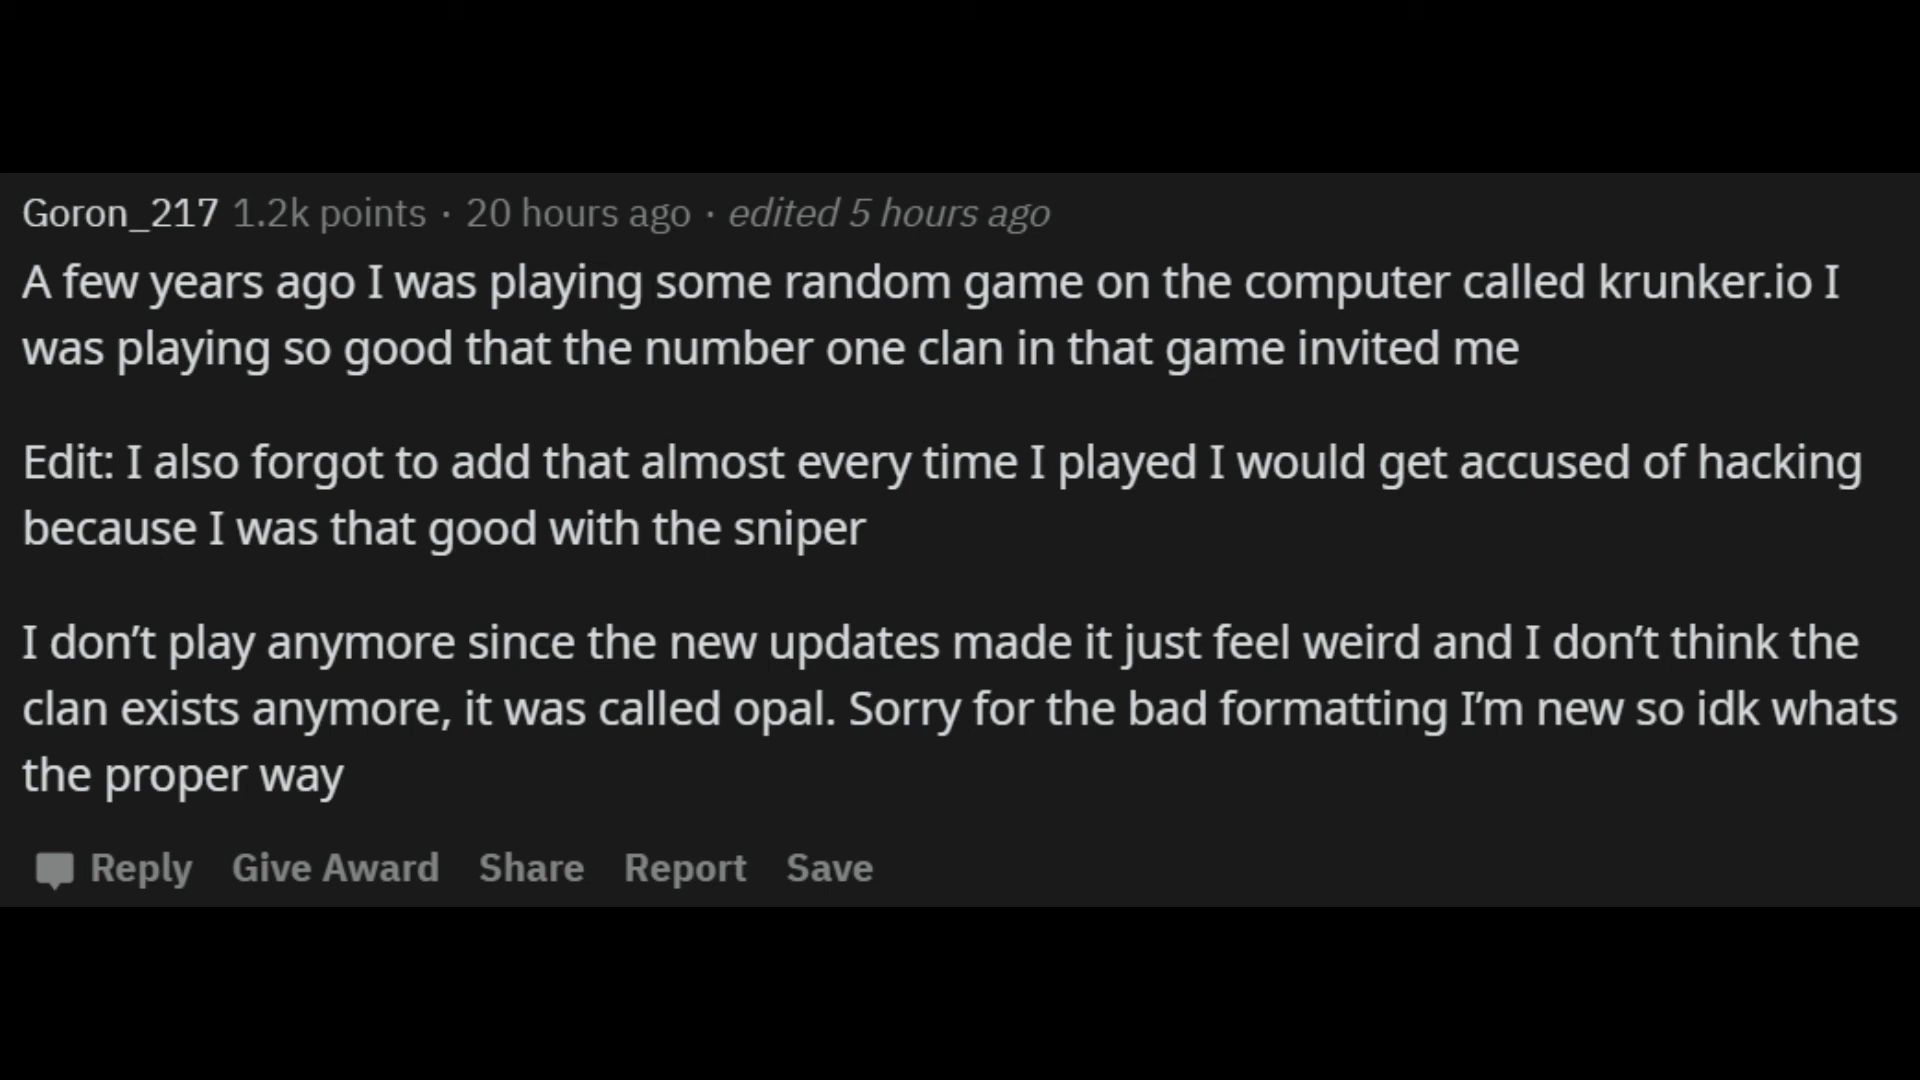 Goron_217 1.2k points · 20 hours ago · edited 5 hours ago
A few years ago I was playing some random game on the computer called krunker.io I
was playing so good that the number one clan in that game invited me
Edit: I also forgot to add that almost every time I played I would get accused of hacking
because I was that good with the sniper
I don’t play anymore since the new updates made it just feel weird and I don’t think the
clan exists anymore, it was called opal. Sorry for the bad formatting I’m new so idk whats
the proper way
Reply Give Award Share Report Save